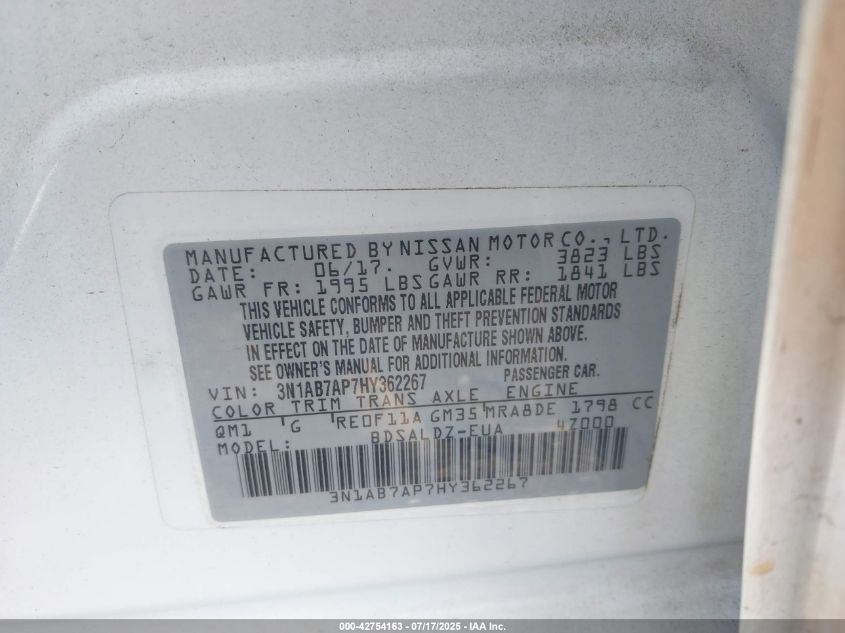 MANUFACTURED BY NISSAN MOTOR CO., LTD.
DATE: 06/17. GVWR: 3823 LBS
GAWR FR: 1995 LBS GAWR RR: 1841 LBS
THIS VEHICLE CONFORMS TO ALL APPLICABLE FEDERAL MOTOR
VEHICLE SAFETY, BUMPER AND THEFT PREVENTION STANDARDS
IN EFFECT ON THE DATE OF MANUFACTURE SHOWN ABOVE.
SEE OWNER'S MANUAL FOR ADDITIONAL INFORMATION.
VIN: 3N1AB7AP7HY362267 PASSENGER CAR.
COLOR TRIM TRANS AXLE ENGINE
QM1 G RE0F11A GM35 MRA8DE 1798 CC
MODEL: BDSALDZ-EUA 47000
3N1AB7AP7HY362267
000-42754163 - 07/17/2025 - IAA Inc.